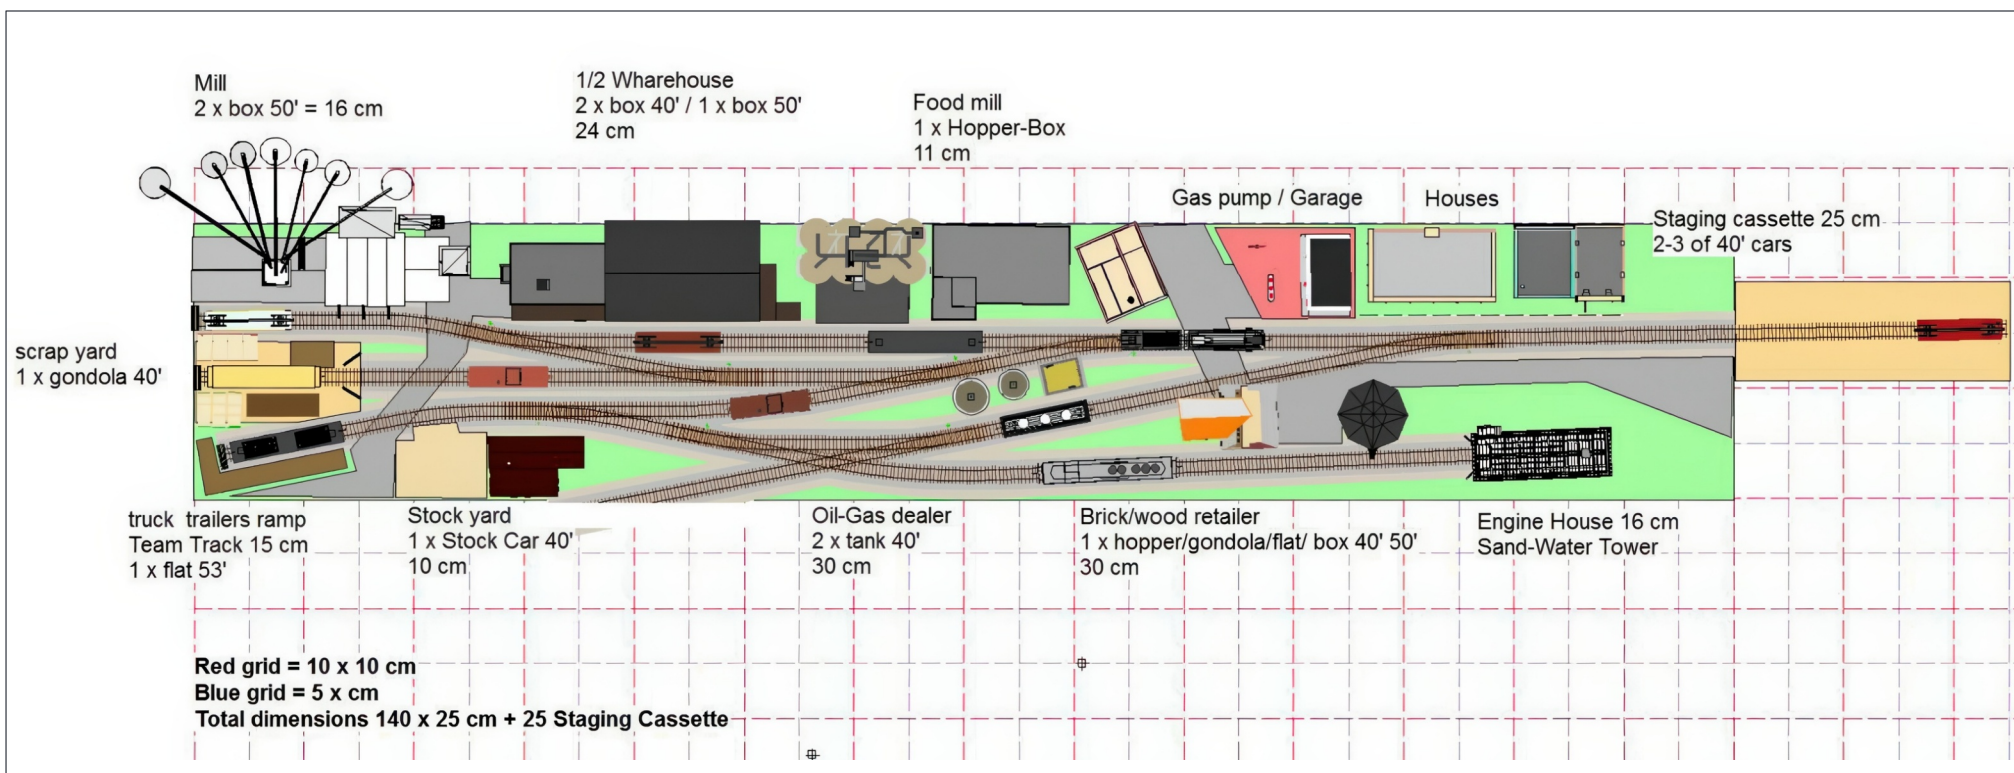 Mill
2 x box 50' = 16 cm
1/2 Wharehouse
2 x box 40' / 1 x box 50'
24 cm
Food mill
1 x Hopper-Box
11 cm
Gas pump / Garage
Houses
Staging cassette 25 cm
2-3 of 40' cars
scrap yard
1 x gondola 40'
truck trailers ramp
Team Track 15 cm
1 x flat 53'
Stock yard
1 x Stock Car 40'
10 cm
Oil-Gas dealer
2 x tank 40'
30 cm
Brick/wood retailer
1 x hopper/gondola/flat/ box 40' 50'
30 cm
Engine House 16 cm
Sand-Water Tower
Red grid = 10 x 10 cm
Blue grid = 5 x cm
Total dimensions 140 x 25 cm + 25 Staging Cassette